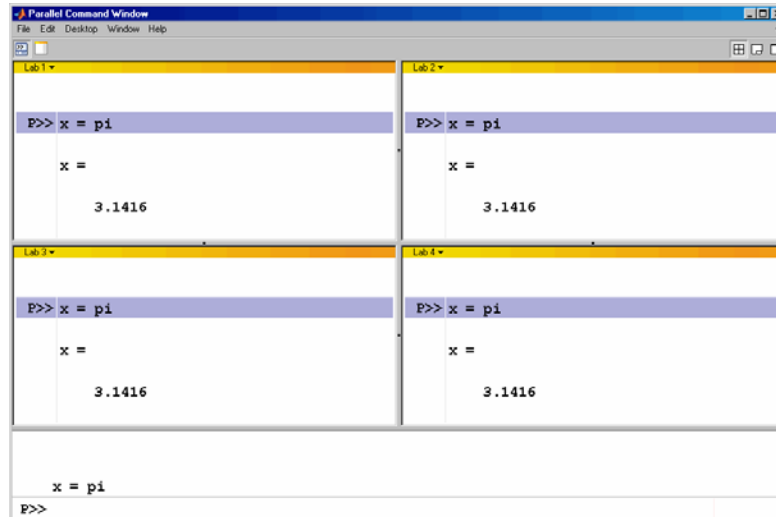 Parallel Command Window
File Edit Desktop Window Help
Lab 1
P>> x = pi
x =
3.1416
Lab 2
P>> x = pi
x =
3.1416
Lab 3
P>> x = pi
x =
3.1416
Lab 4
P>> x = pi
x =
3.1416
x = pi
P>>